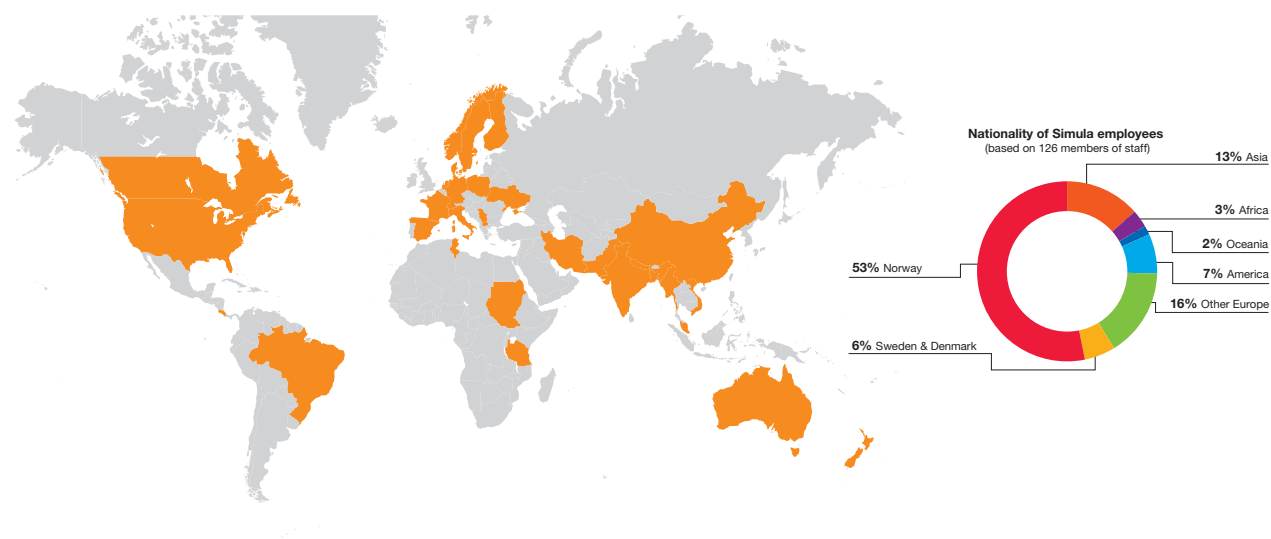 Nationality of Simula employees
(based on 126 members of staff)
13% Asia
3% Africa
2% Oceania
7% America
16% Other Europe
53% Norway
6% Sweden & Denmark